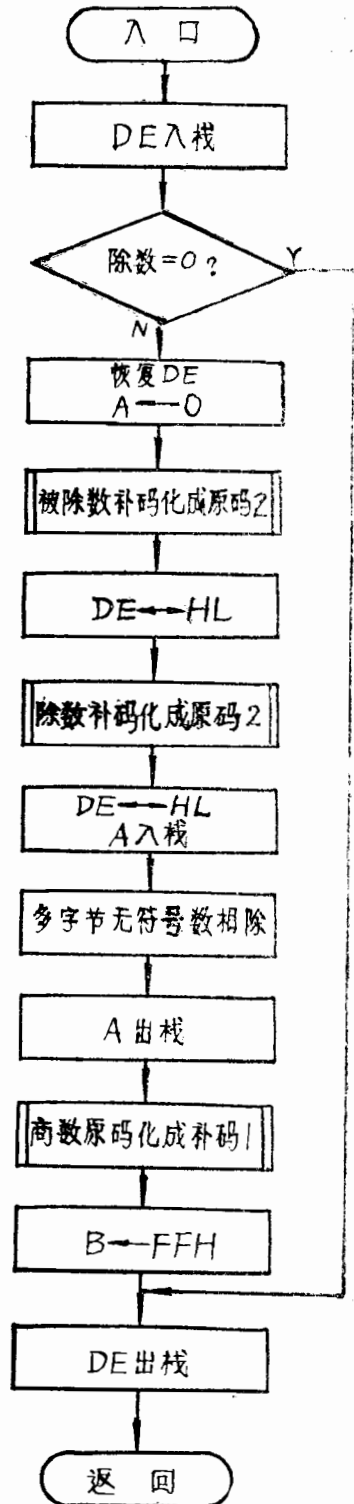 入 口
DE入栈
除数=0?
Y
N
恢复DE
A←0
被除数补码化成原码2
DE↔HL
除数补码化成原码2
DE↔HL
A入栈
多字节无符号数相除
A出栈
商数原码化成补码1
B←FFH
DE出栈
返 回